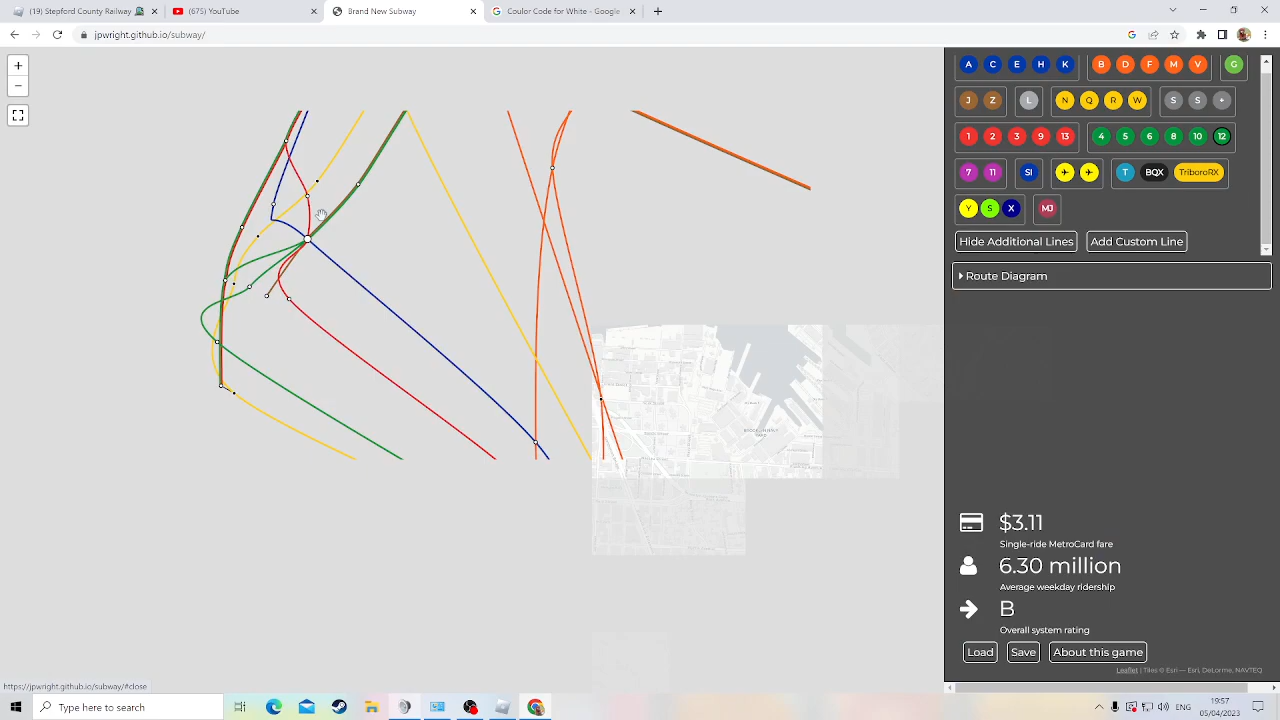 (19) Stepford County Railway
(675) YouTube
Brand New Subway
Coulor Code for White - Google
jpwright.github.io/subway/
+
−
A C E H K B D F M V G
J Z L N Q R W S S +
1 2 3 9 13 4 5 6 8 10 12
7 11 SI T BQX TriboroRX
Y S X MJ
Hide Additional Lines Add Custom Line
Route Diagram
$3.11
Single-ride MetroCard fare
6.30 million
Average weekday ridership
B
Overall system rating
Load Save About this game
Leaflet | Tiles © Esri — Esri, DeLorme, NAVTEQ
https://jpwright.github.io/subway/#close
Type here to search
19:57
05/04/2023